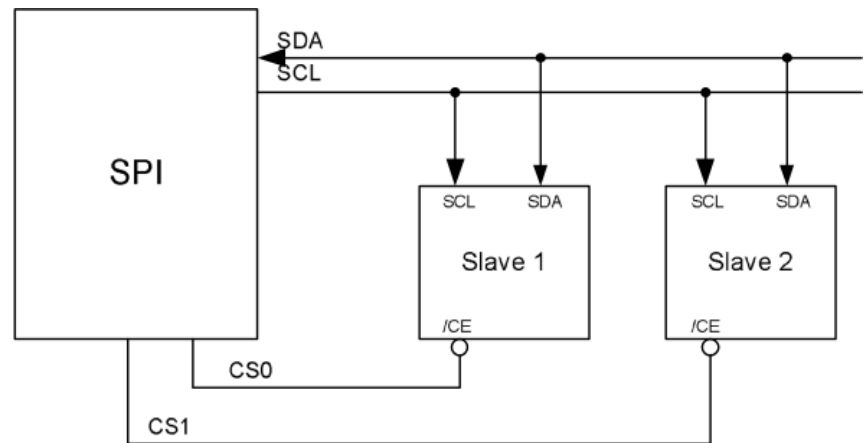 SDA
SCL
SPI
SCL SDA
Slave 1
/CE
SCL SDA
Slave 2
/CE
CS0
CS1